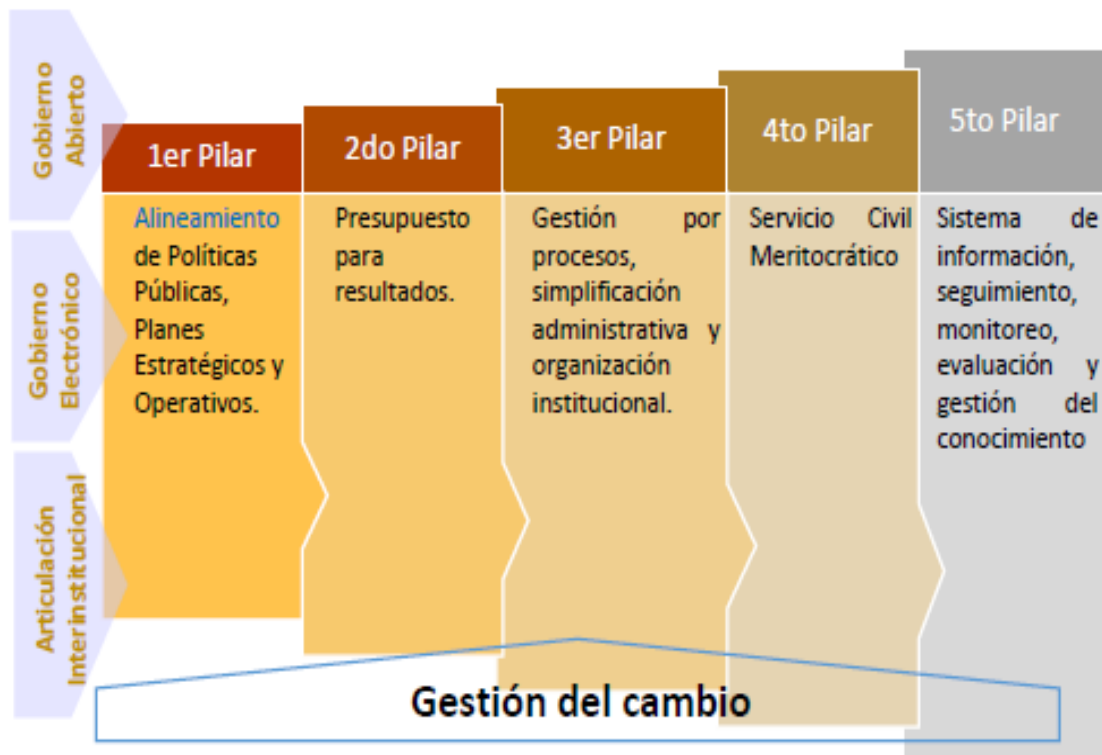 Gobierno
Abierto
Gobierno
Electrónico
Articulación
Interinstitucional
1er Pilar
Alineamiento
de Políticas
Públicas,
Planes
Estratégicos y
Operativos.
2do Pilar
Presupuesto
para
resultados.
3er Pilar
Gestión por
procesos,
simplificación
administrativa y
organización
institucional.
4to Pilar
Servicio Civil
Meritocrático
5to Pilar
Sistema de
información,
seguimiento,
monitoreo,
evaluación y
gestión del
conocimiento
Gestión del cambio